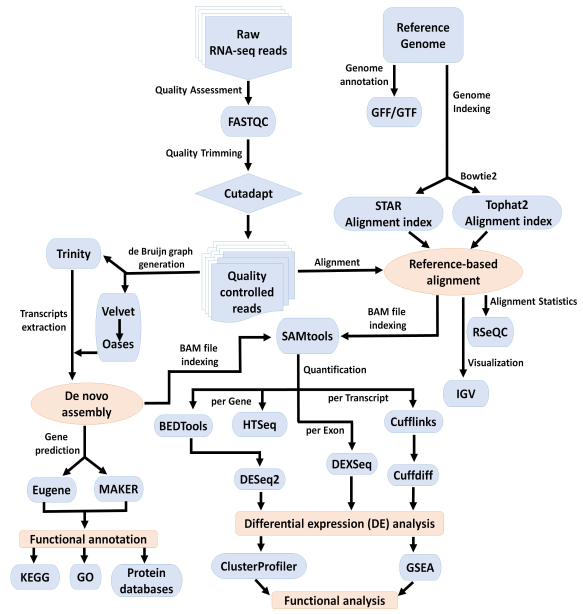 Raw
RNA-seq reads
Reference
Genome
Quality Assessment
Genome
annotation
FASTQC
GFF/GTF
Genome
Indexing
Quality Trimming
Bowtie2
Cutadapt
STAR
Alignment index
Tophat2
Alignment index
Trinity
de Bruijn graph
generation
Quality
controlled
reads
Alignment
Reference-based
alignment
Transcripts
extraction
Velvet
Oases
BAM file
indexing
SAMtools
BAM file
indexing
Alignment Statistics
RSeQC
Visualization
IGV
De novo
assembly
Quantification
per Gene
per Transcript
BEDTools
HTSeq
per Exon
Cufflinks
Gene
prediction
Eugene
MAKER
DESeq2
DEXSeq
Cuffdiff
Functional annotation
Differential expression (DE) analysis
KEGG
GO
Protein
databases
ClusterProfiler
GSEA
Functional analysis